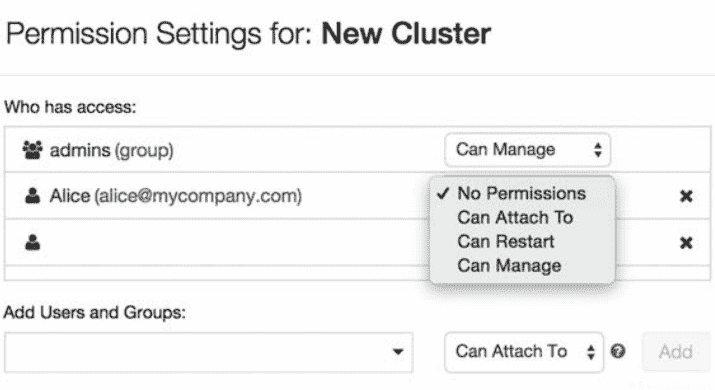 Permission Settings for: New Cluster
Who has access:
admins (group) Can Manage
Alice (alice@mycompany.com) ✓ No Permissions
Can Attach To
Can Restart
Can Manage
Add Users and Groups:
Can Attach To ? Add